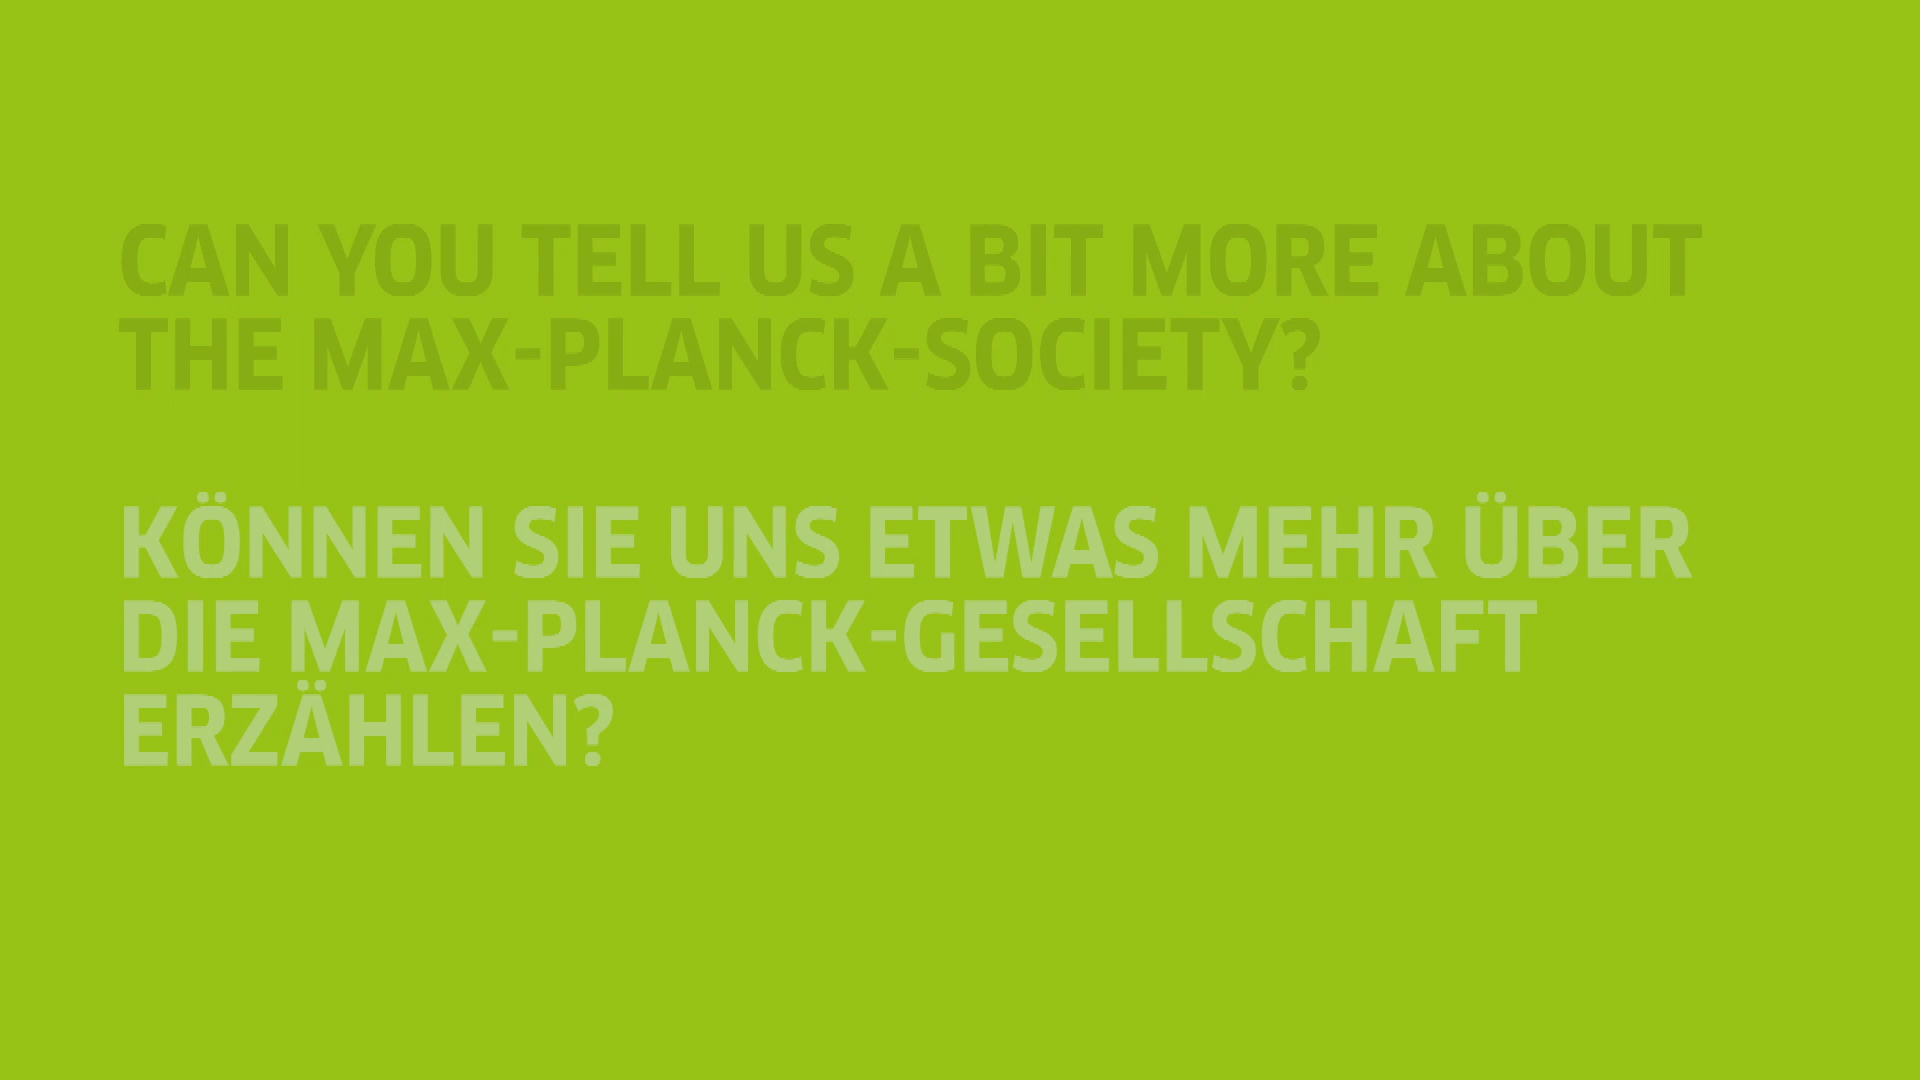 CAN YOU TELL US A BIT MORE ABOUT
THE MAX-PLANCK-SOCIETY?
KÖNNEN SIE UNS ETWAS MEHR ÜBER
DIE MAX-PLANCK-GESELLSCHAFT
ERZÄHLEN?